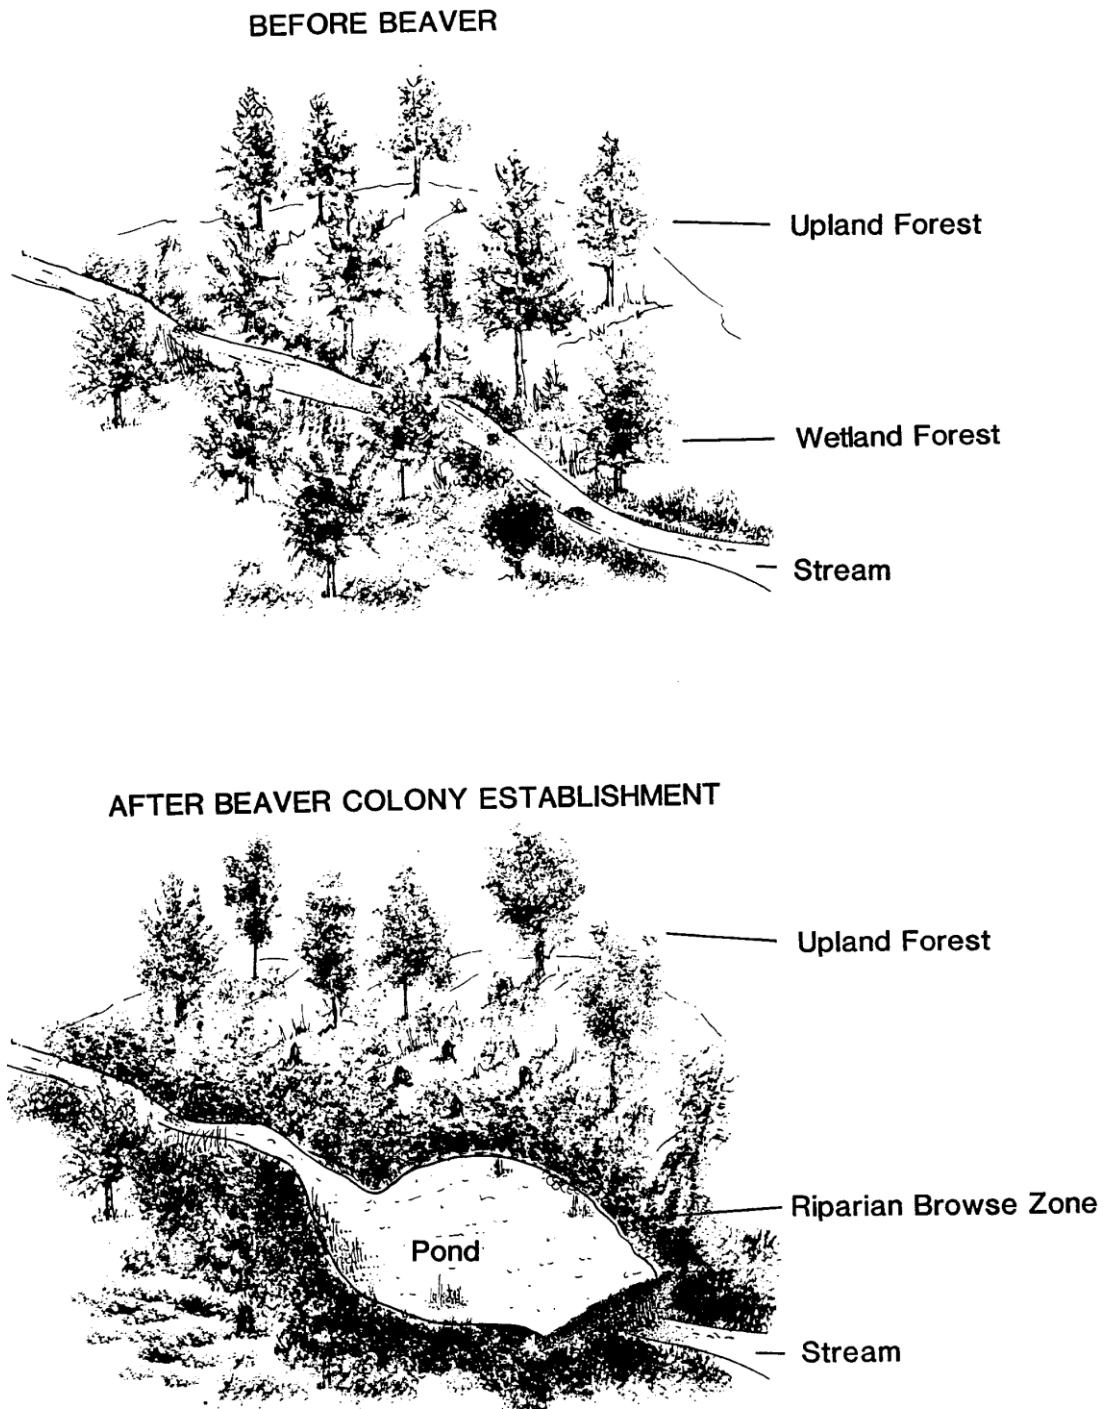 BEFORE BEAVER
Upland Forest
Wetland Forest
Stream
AFTER BEAVER COLONY ESTABLISHMENT
Upland Forest
Riparian Browse Zone
Pond
Stream